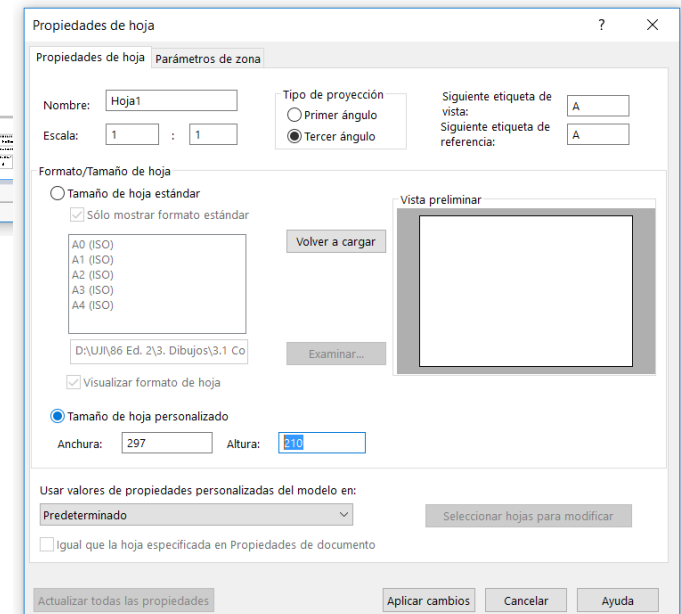 Propiedades de hoja
?
Propiedades de hoja Parámetros de zona
Nombre: Hoja1
Escala: 1 : 1
Tipo de proyección
Primer ángulo
Tercer ángulo
Siguiente etiqueta de vista: A
Siguiente etiqueta de referencia: A
Formato/Tamaño de hoja
Tamaño de hoja estándar
Sólo mostrar formato estándar
A0 (ISO)
A1 (ISO)
A2 (ISO)
A3 (ISO)
A4 (ISO)
Volver a cargar
D:\UJI\86 Ed. 2\3. Dibujos\3.1 Co
Examinar...
Visualizar formato de hoja
Vista preliminar
Tamaño de hoja personalizado
Anchura: 297 Altura: 210
Usar valores de propiedades personalizadas del modelo en:
Predeterminado
Seleccionar hojas para modificar
Igual que la hoja especificada en Propiedades de documento
Actualizar todas las propiedades
Aplicar cambios
Cancelar
Ayuda